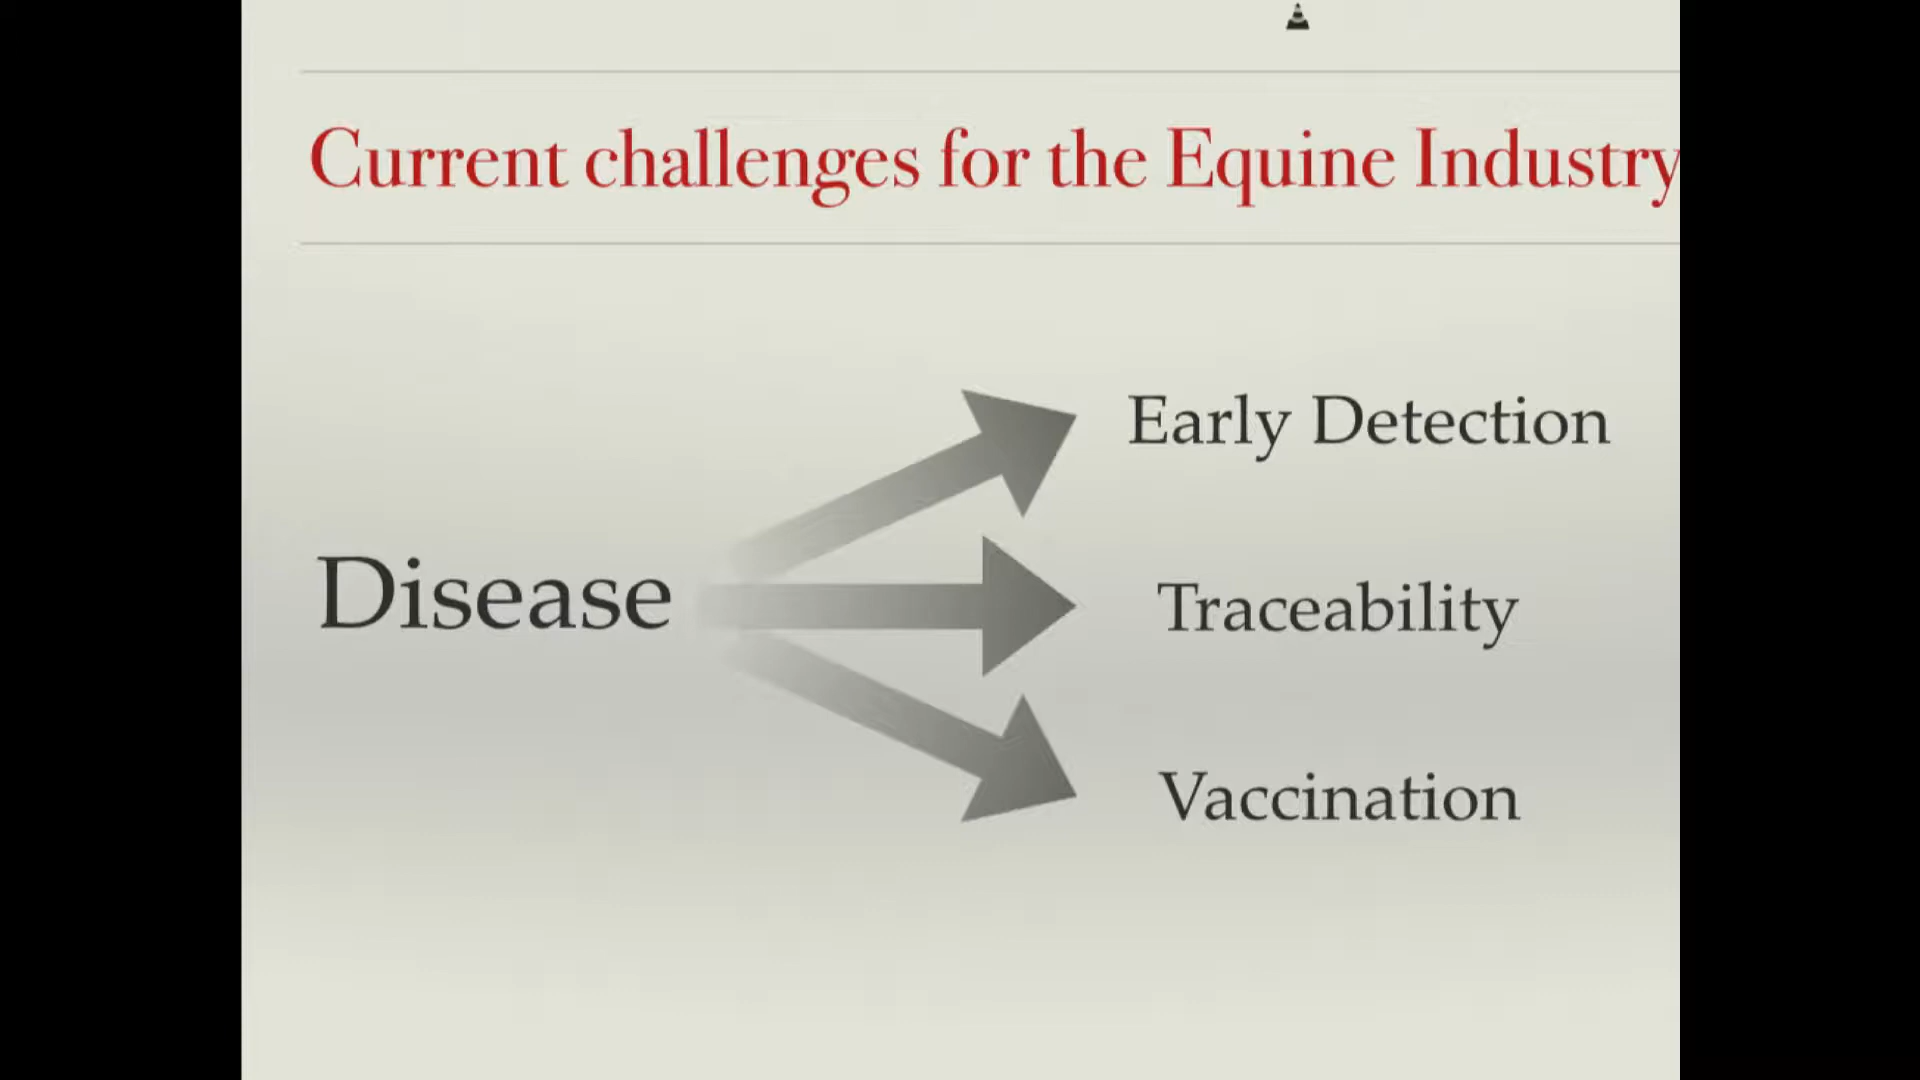 Current challenges for the Equine Industry
Early Detection
Disease
Traceability
Vaccination